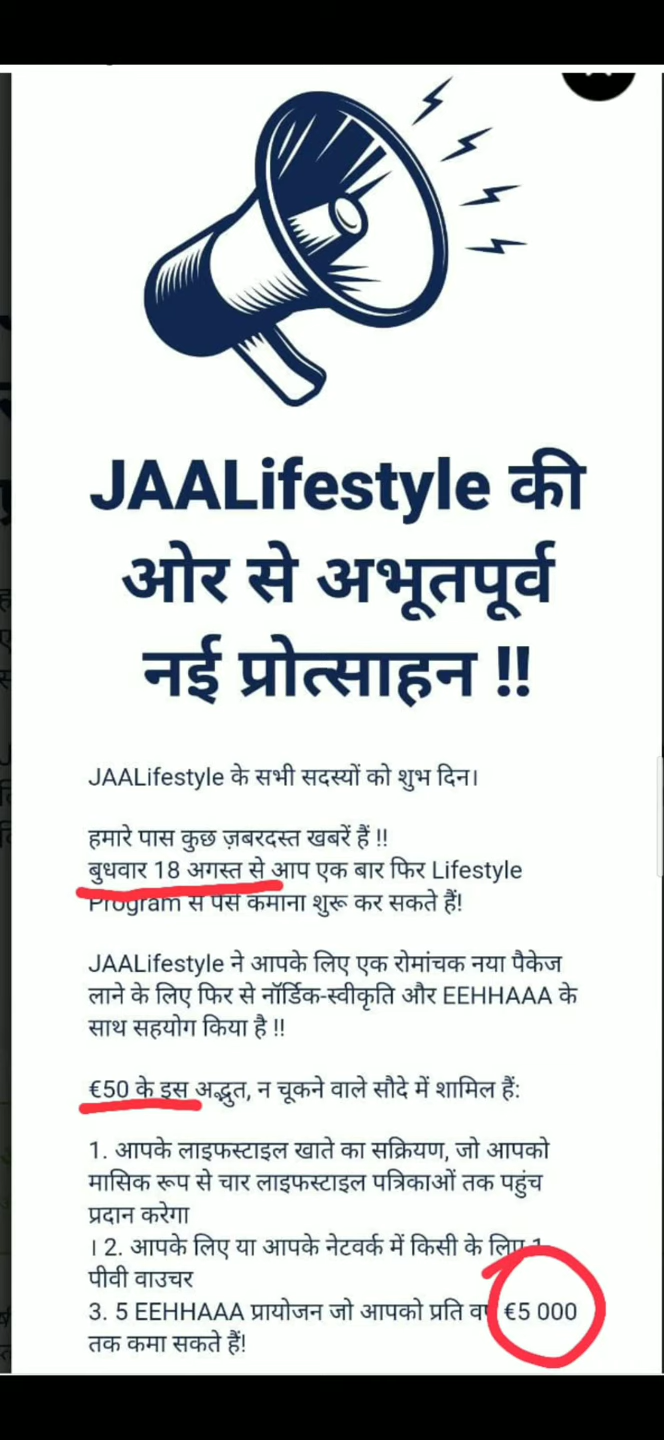 JAALifestyle की
ओर से अभूतपूर्व
नई प्रोत्साहन !!
JAALifestyle के सभी सदस्यों को शुभ दिन।
हमारे पास कुछ ज़बरदस्त खबरें हैं !!
बुधवार 18 अगस्त से आप एक बार फिर Lifestyle
Program से पैसे कमाना शुरू कर सकते हैं!
JAALifestyle ने आपके लिए एक रोमांचक नया पैकेज
लाने के लिए फिर से नॉर्डिक-स्वीकृति और EEHHAAA के
साथ सहयोग किया है !!
€50 के इस अद्भुत, न चूकने वाले सौदे में शामिल हैं:
1. आपके लाइफस्टाइल खाते का सक्रियण, जो आपको
मासिक रूप से चार लाइफस्टाइल पत्रिकाओं तक पहुंच
प्रदान करेगा
। 2. आपके लिए या आपके नेटवर्क में किसी के लिए 1
पीवी वाउचर
3. 5 EEHHAAA प्रायोजन जो आपको प्रति €5 000
तक कमा सकते हैं!